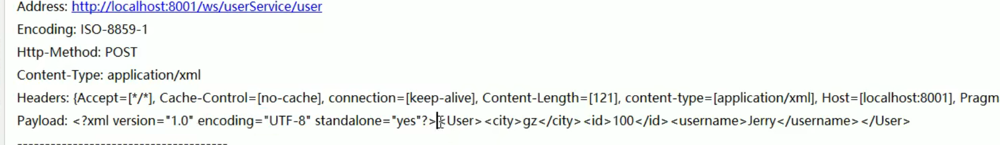 Address: http://localhost:8001/ws/userService/user
Encoding: ISO-8859-1
Http-Method: POST
Content-Type: application/xml
Headers: {Accept=[*/*], Cache-Control=[no-cache], connection=[keep-alive], Content-Length=[121], content-type=[application/xml], Host=[localhost:8001], Pragm
Payload: <?xml version="1.0" encoding="UTF-8" standalone="yes"?><User><city>gz</city><id>100</id><username>Jerry</username></User>
--------------------------------------